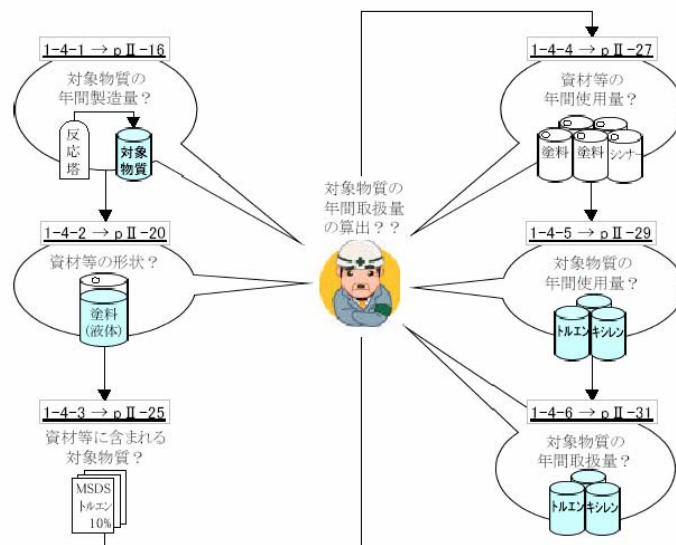 1-4-1 → pⅡ-16
対象物質の
年間製造量？
反応塔
対象
物質
1-4-2 → pⅡ-20
資材等の形状？
塗料
(液体)
1-4-3 → pⅡ-25
資材等に含まれる
対象物質？
MSDS
トルエン
10%
対象物質の
年間取扱量
の算出？？
1-4-4 → pⅡ-27
資材等の
年間使用量？
塗料 塗料 シンナー
1-4-5 → pⅡ-29
対象物質の
年間使用量？
トルエン キシレン
1-4-6 → pⅡ-31
対象物質の
年間取扱量？
トルエン キシレン